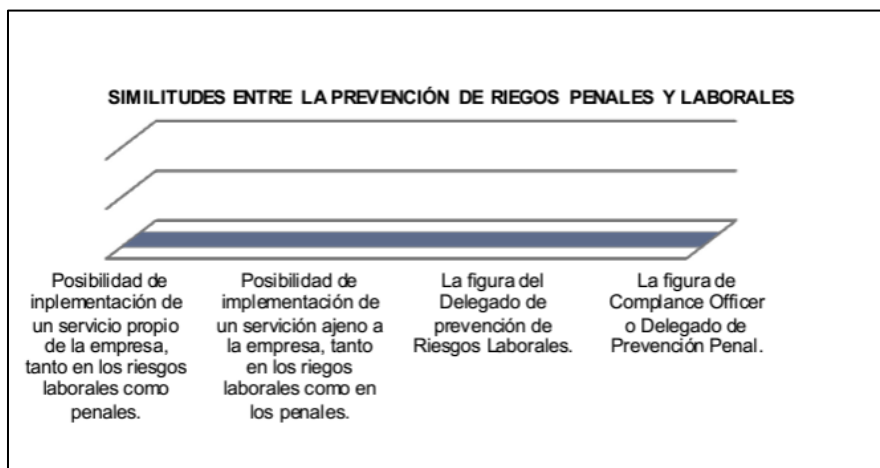 SIMILITUDES ENTRE LA PREVENCIÓN DE RIEGOS PENALES Y LABORALES
Posibilidad de
inplementación de
un servicio propio
de la empresa,
tanto en los riesgos
laborales como
penales.
Posibilidad de
implementación de
un servición ajeno a
la empresa, tanto
en los riegos
laborales como en
los penales.
La figura del
Delegado de
prevención de
Riesgos Laborales.
La figura de
Complance Officer
o Delegado de
Prevención Penal.